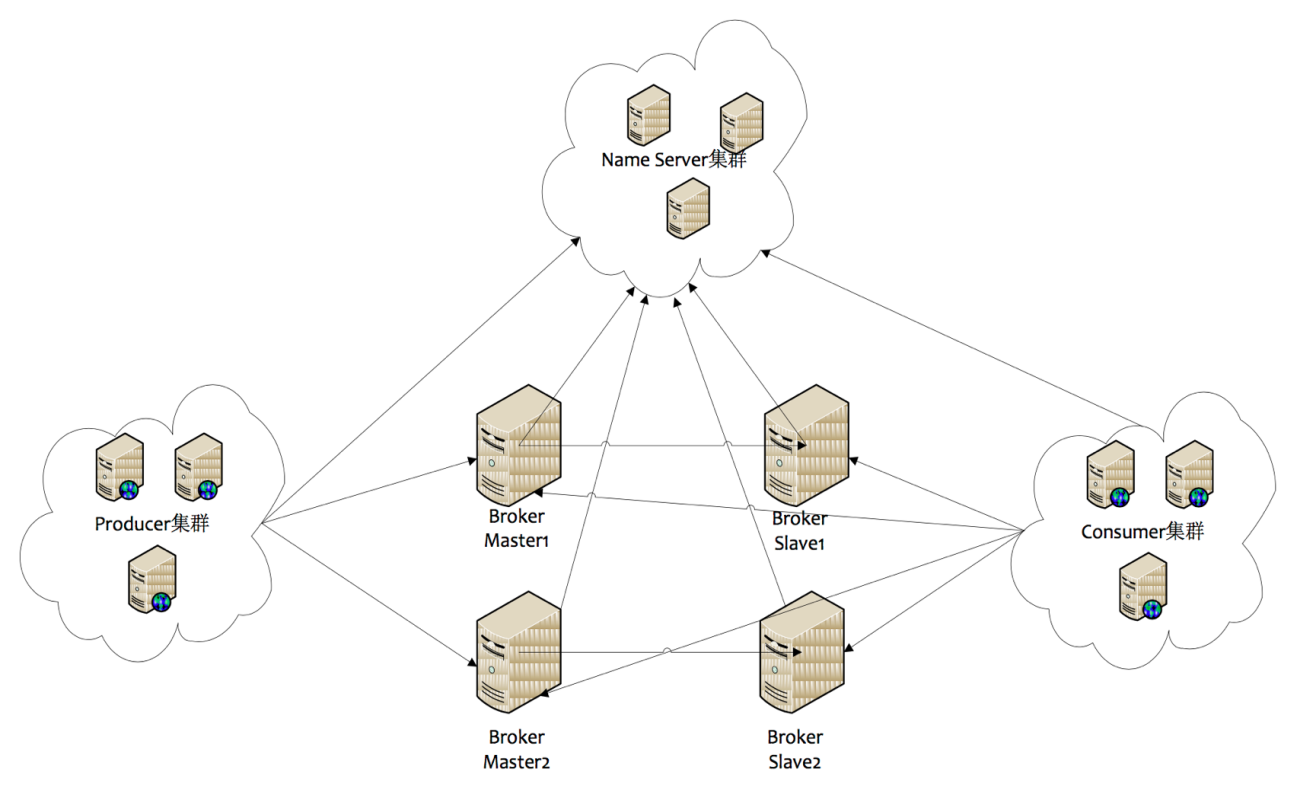 Name Server集群
Producer集群
Broker
Master1
Broker
Slave1
Consumer集群
Broker
Master2
Broker
Slave2